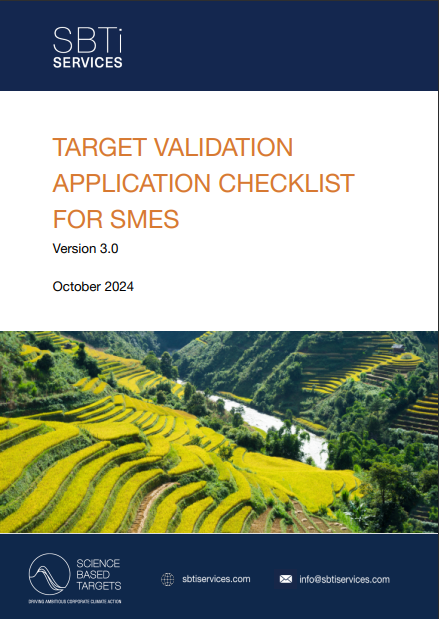 SBTi
SERVICES
TARGET VALIDATION
APPLICATION CHECKLIST
FOR SMES
Version 3.0
October 2024
SCIENCE
BASED
TARGETS
DRIVING AMBITIOUS CORPORATE CLIMATE ACTION
sbtiservices.com
info@sbtiservices.com